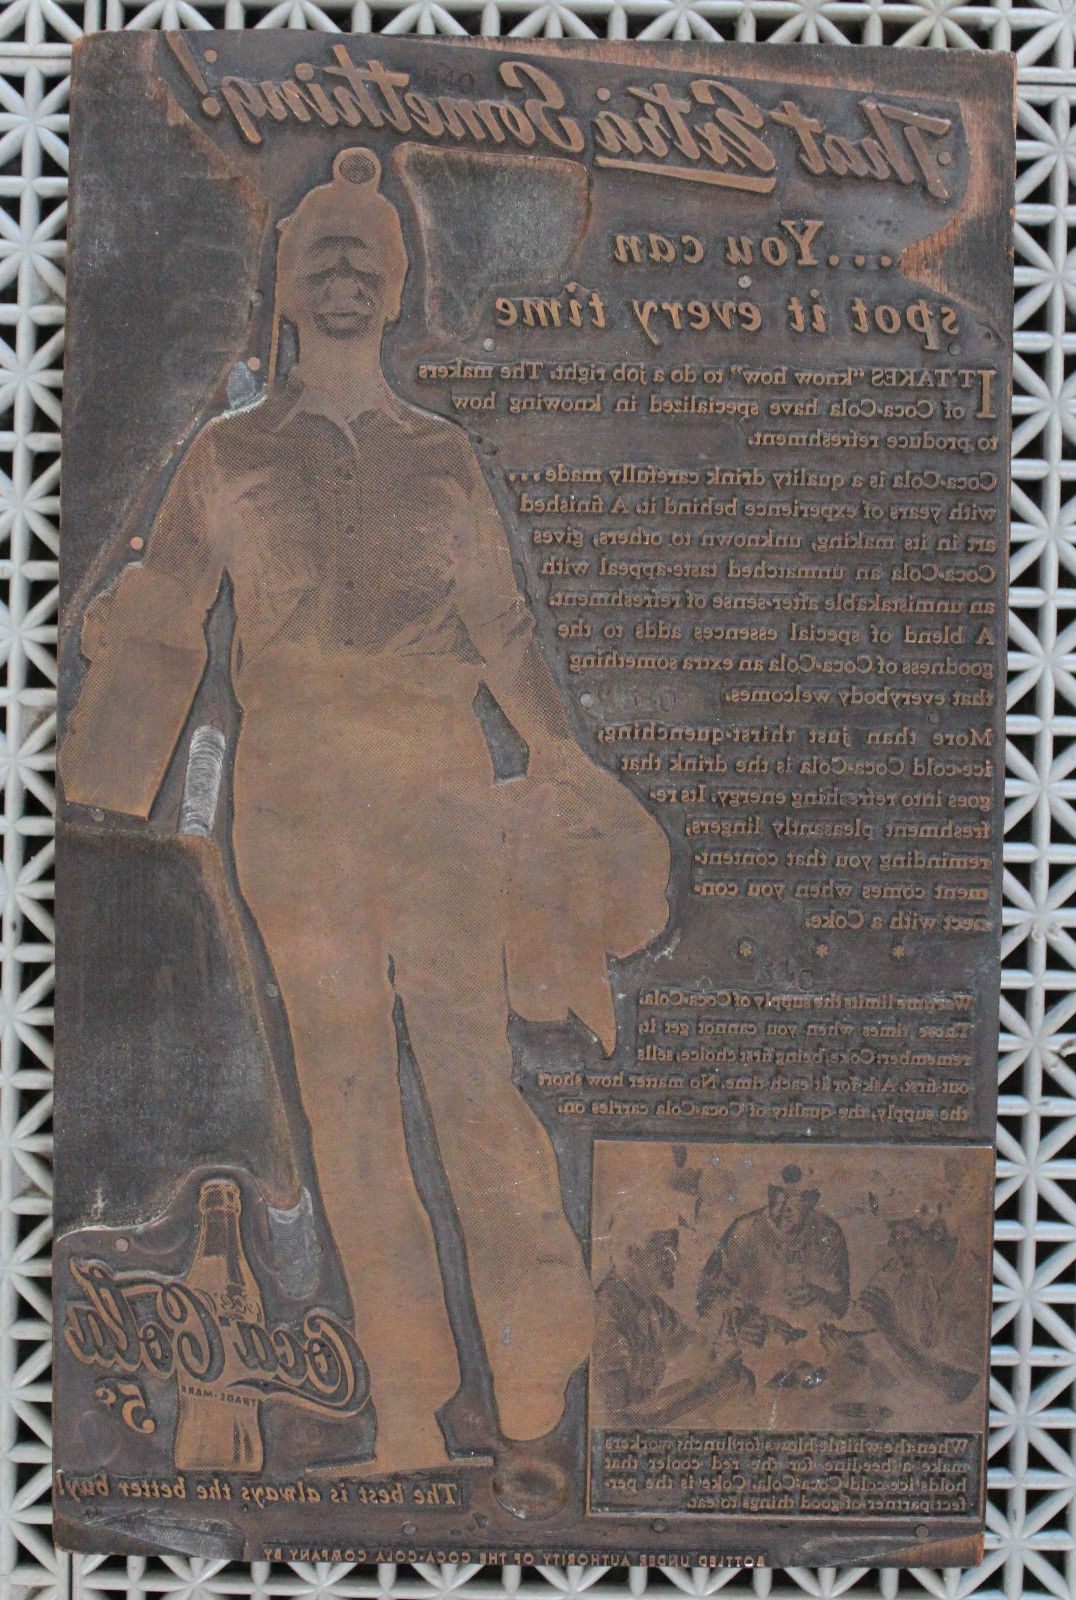 That Extra Something!
...You can
spot it every time
IT TAKES "know how" to do a job right. The makers
of Coca-Cola have specialized in knowing how
to produce refreshment.
Coca-Cola is a quality drink carefully made...
with years of experience behind it. A finished
art in its making, unknown to others, gives
Coca-Cola an unmatched taste-appeal with
an unmistakable after-sense of refreshment.
A blend of special essences adds to the
goodness of Coca-Cola an extra something
that everybody welcomes.
More than just thirst-quenching,
ice-cold Coca-Cola is the drink that
goes into refreshing energy. Its re-
freshment pleasantly lingers,
reminding you that content-
ment comes when you con-
nect with a Coke.
* * *
Wartime limits the supply of Coca-Cola.
Those times when you cannot get it,
remember: Coke, being first choice, sells
out first. Ask for it each time. No matter how short
the supply, the quality of Coca-Cola carries on.
When the whistle blows for lunch, workers
make a bee-line for the red cooler that
holds ice-cold Coca-Cola. Coke is the per-
fect partner of good things to eat.
Coca-Cola
TRADE-MARK
5¢
The best is always the better buy!
BOTTLED UNDER AUTHORITY OF THE COCA-COLA COMPANY BY